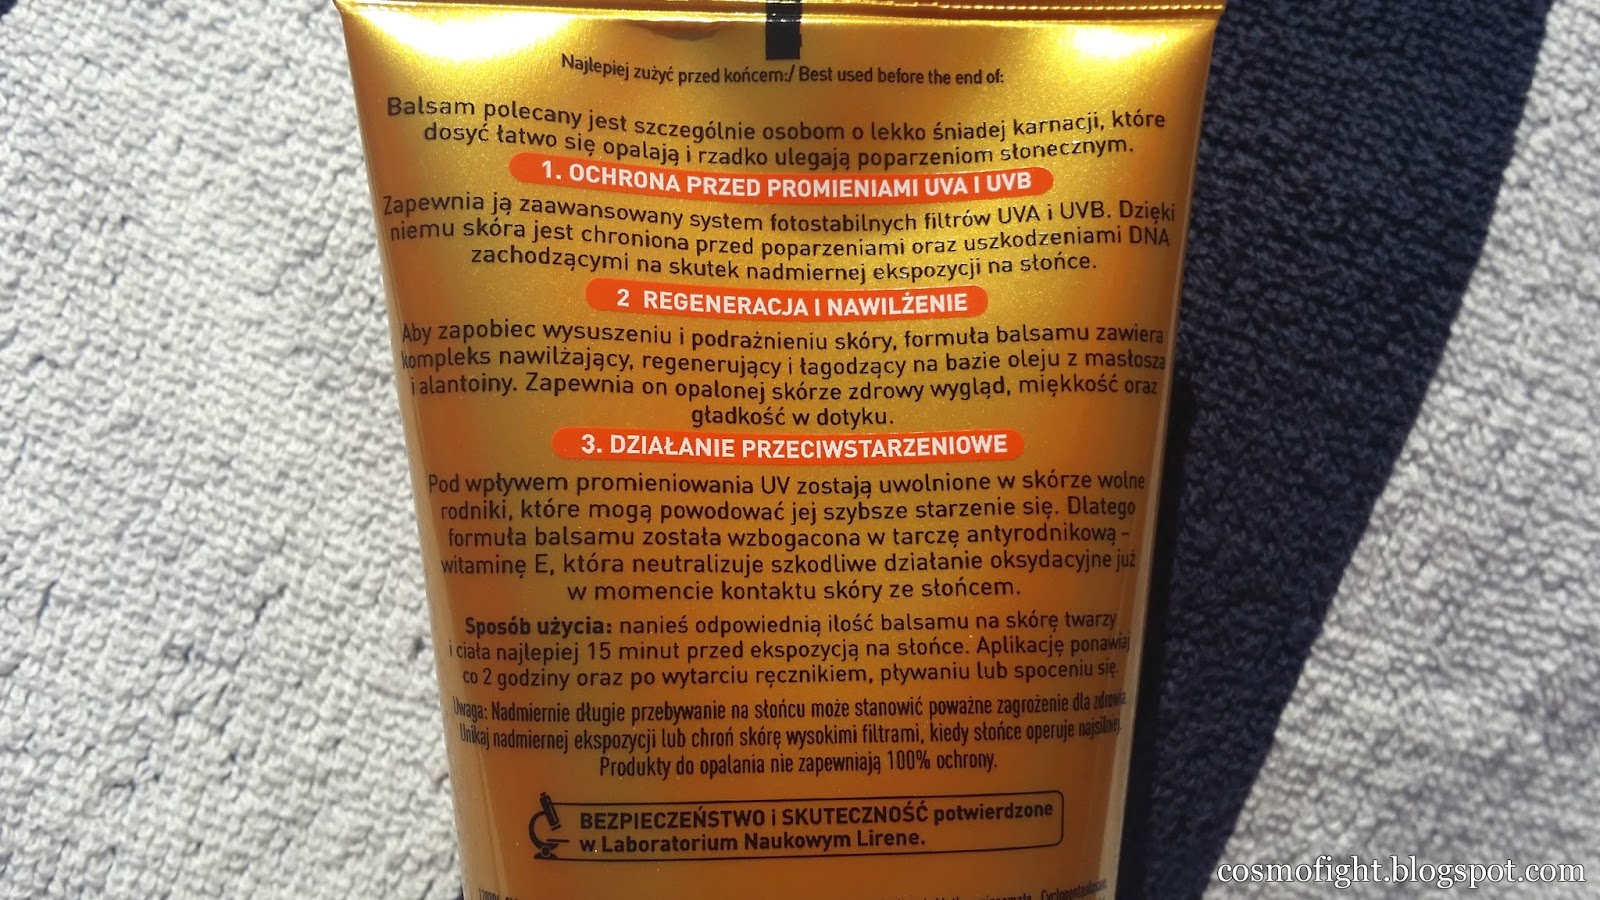 Najlepiej zużyć przed końcem:/ Best used before the end of:
Balsam polecany jest szczególnie osobom o lekko śniadej karnacji, które
dosyć łatwo się opalają i rzadko ulegają poparzeniom słonecznym.
1. OCHRONA PRZED PROMIENIAMI UVA I UVB
Zapewnia ją zaawansowany system fotostabilnych filtrów UVA i UVB. Dzięki
niemu skóra jest chroniona przed poparzeniami oraz uszkodzeniami DNA
zachodzącymi na skutek nadmiernej ekspozycji na słońce.
2 REGENERACJA I NAWILŻENIE
Aby zapobiec wysuszeniu i podrażnieniu skóry, formuła balsamu zawiera
kompleks nawilżający, regenerujący i łagodzący na bazie oleju z masłosza
i alantoiny. Zapewnia on opalonej skórze zdrowy wygląd, miękkość oraz
gładkość w dotyku.
3. DZIAŁANIE PRZECIWSTARZENIOWE
Pod wpływem promieniowania UV zostają uwolnione w skórze wolne
rodniki, które mogą powodować jej szybsze starzenie się. Dlatego
formuła balsamu została wzbogacona w tarczę antyrodnikową –
witaminę E, która neutralizuje szkodliwe działanie oksydacyjne już
w momencie kontaktu skóry ze słońcem.
Sposób użycia: nanieś odpowiednią ilość balsamu na skórę twarzy
i ciała najlepiej 15 minut przed ekspozycją na słońce. Aplikację ponawiaj
co 2 godziny oraz po wytarciu ręcznikiem, pływaniu lub spoceniu się.
Uwaga: Nadmiernie długie przebywanie na słońcu może stanowić poważne zagrożenie dla zdrowia.
Unikaj nadmiernej ekspozycji lub chroń skórę wysokimi filtrami, kiedy słońce operuje najsilniej.
Produkty do opalania nie zapewniają 100% ochrony.
BEZPIECZEŃSTWO i SKUTECZNOŚĆ potwierdzone
w Laboratorium Naukowym Lirene.
cosmofight.blogspot.com